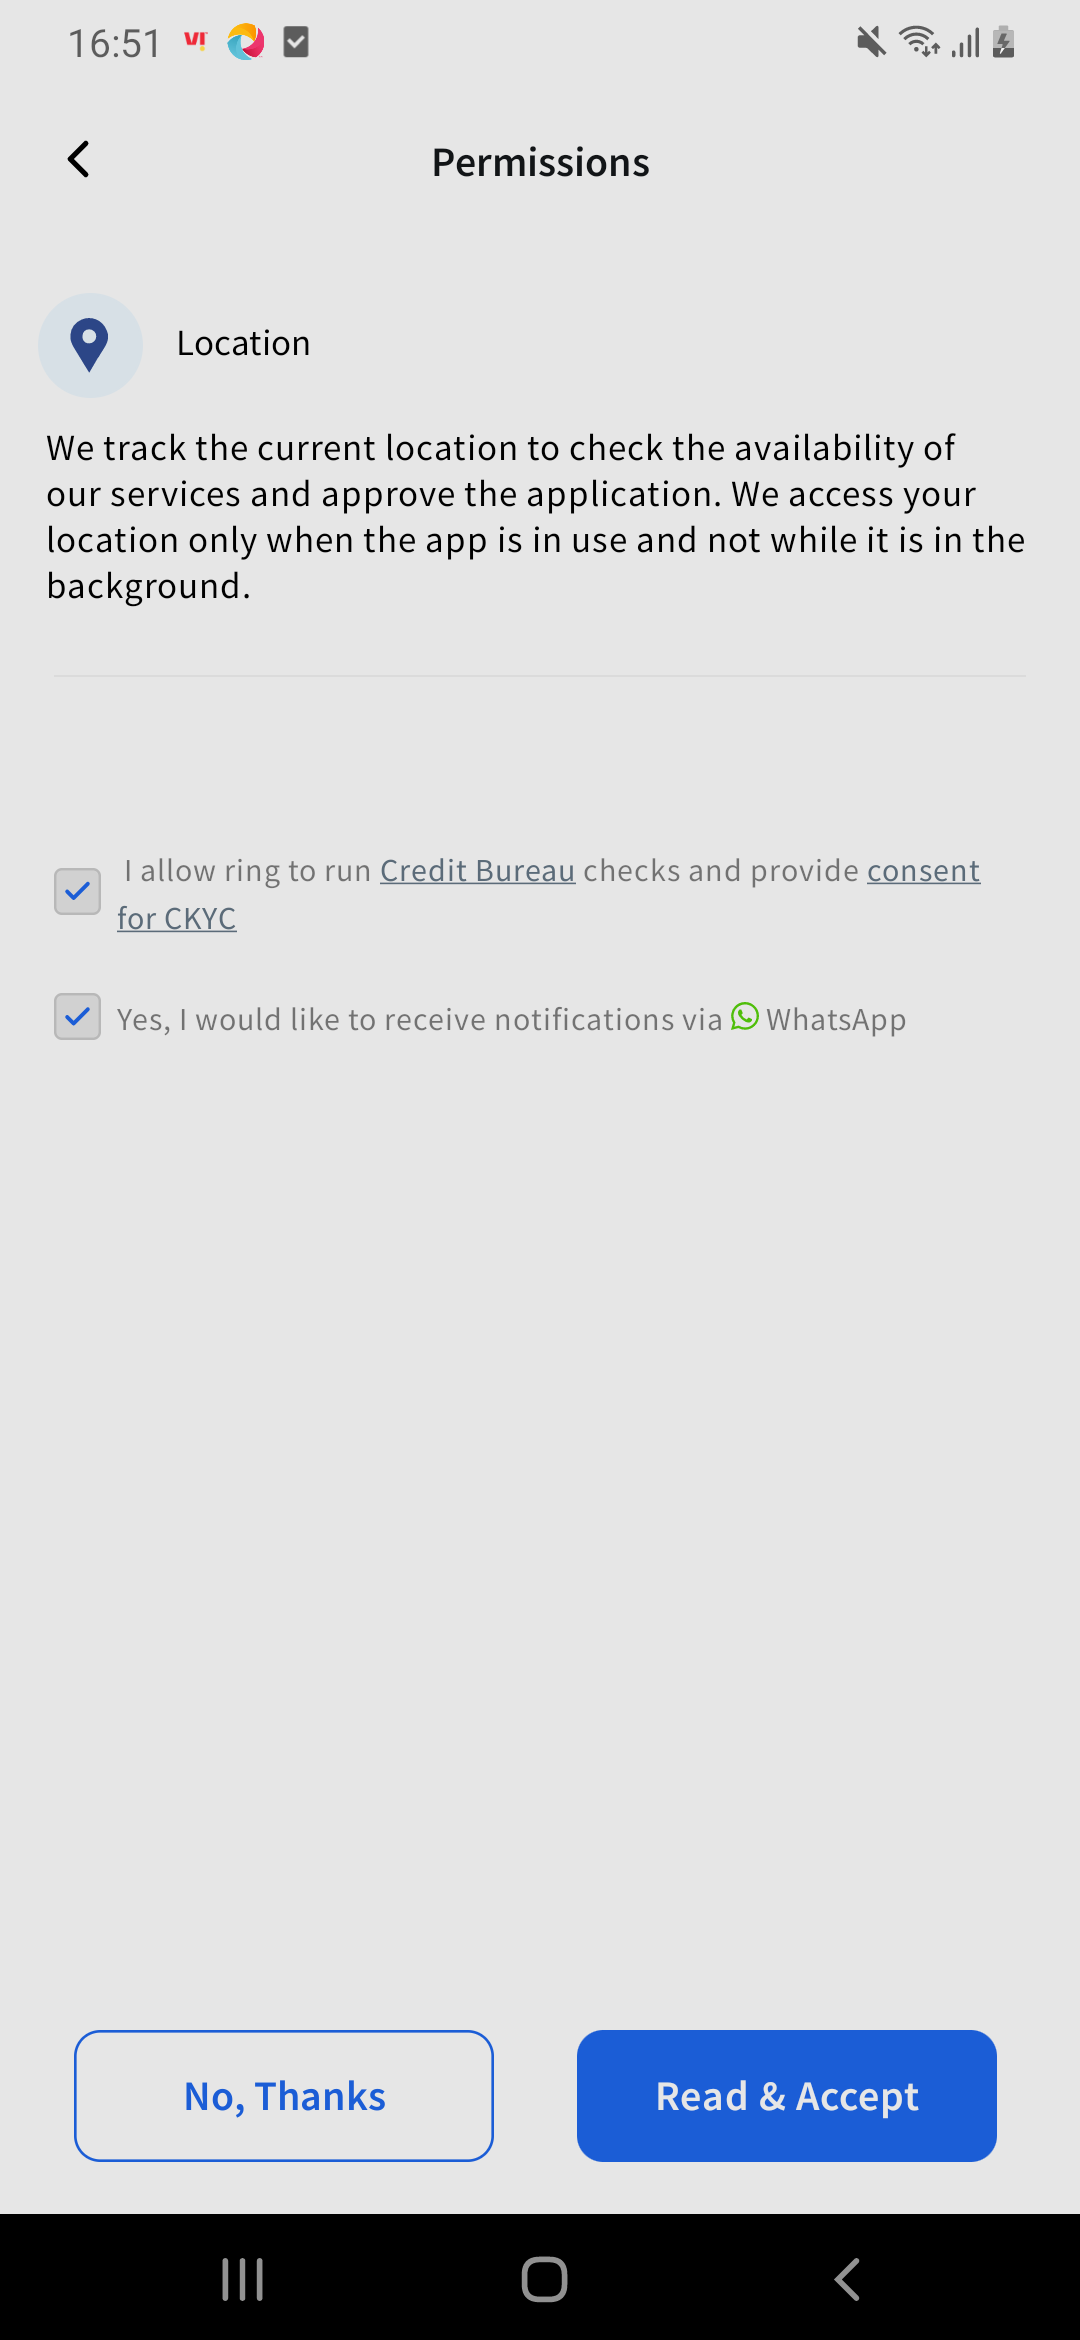 16:51
Permissions
Location
We track the current location to check the availability of
our services and approve the application. We access your
location only when the app is in use and not while it is in the
background.
I allow ring to run Credit Bureau checks and provide consent
for CKYC
Yes, I would like to receive notifications via WhatsApp
No, Thanks
Read & Accept